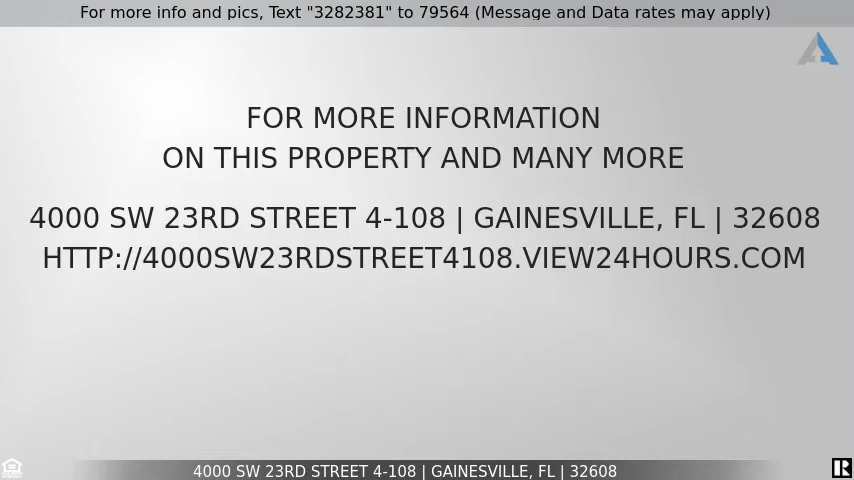 For more info and pics, Text "3282381" to 79564 (Message and Data rates may apply)
FOR MORE INFORMATION
ON THIS PROPERTY AND MANY MORE
4000 SW 23RD STREET 4-108 | GAINESVILLE, FL | 32608
HTTP://4000SW23RDSTREET4108.VIEW24HOURS.COM
4000 SW 23RD STREET 4-108 | GAINESVILLE, FL | 32608